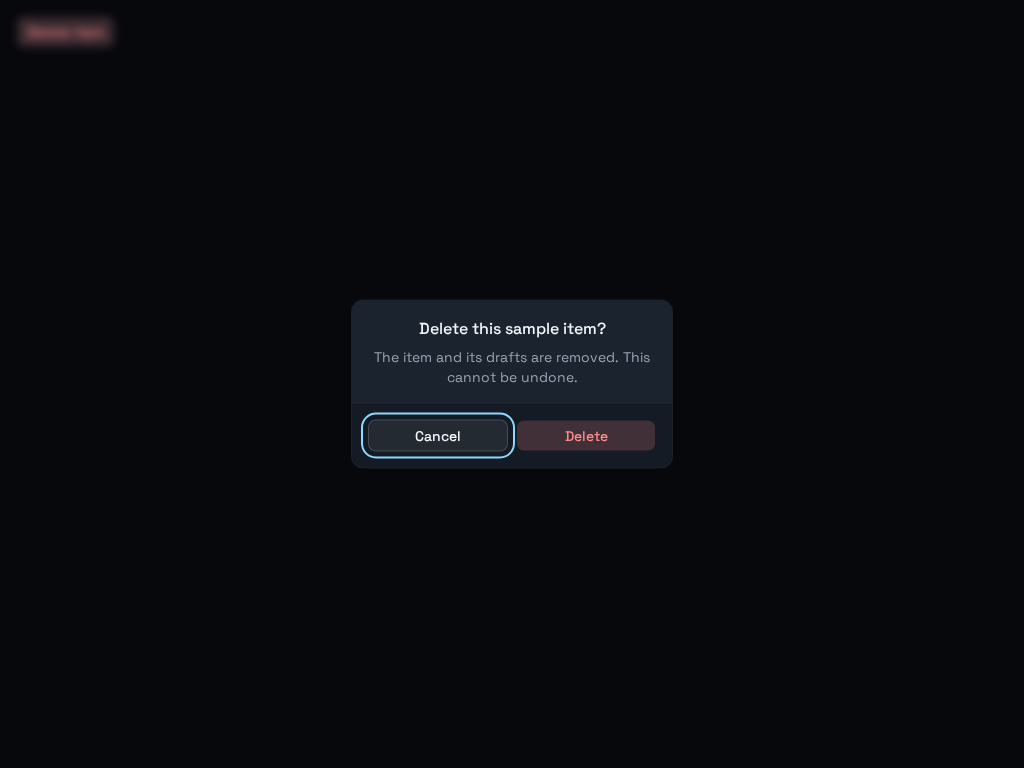 Delete this sample item?
The item and its drafts are removed. This
cannot be undone.
Cancel
Delete